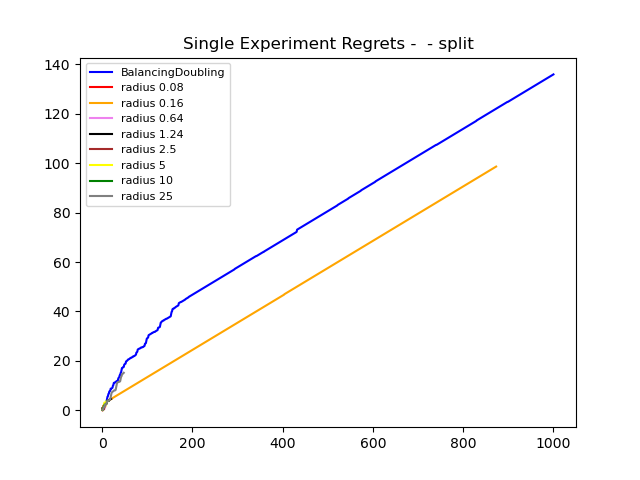 Single Experiment Regrets -  - split
140
120
100
80
60
40
20
0
BalancingDoubling
radius 0.08
radius 0.16
radius 0.64
radius 1.24
radius 2.5
radius 5
radius 10
radius 25
0
200
400
600
800
1000